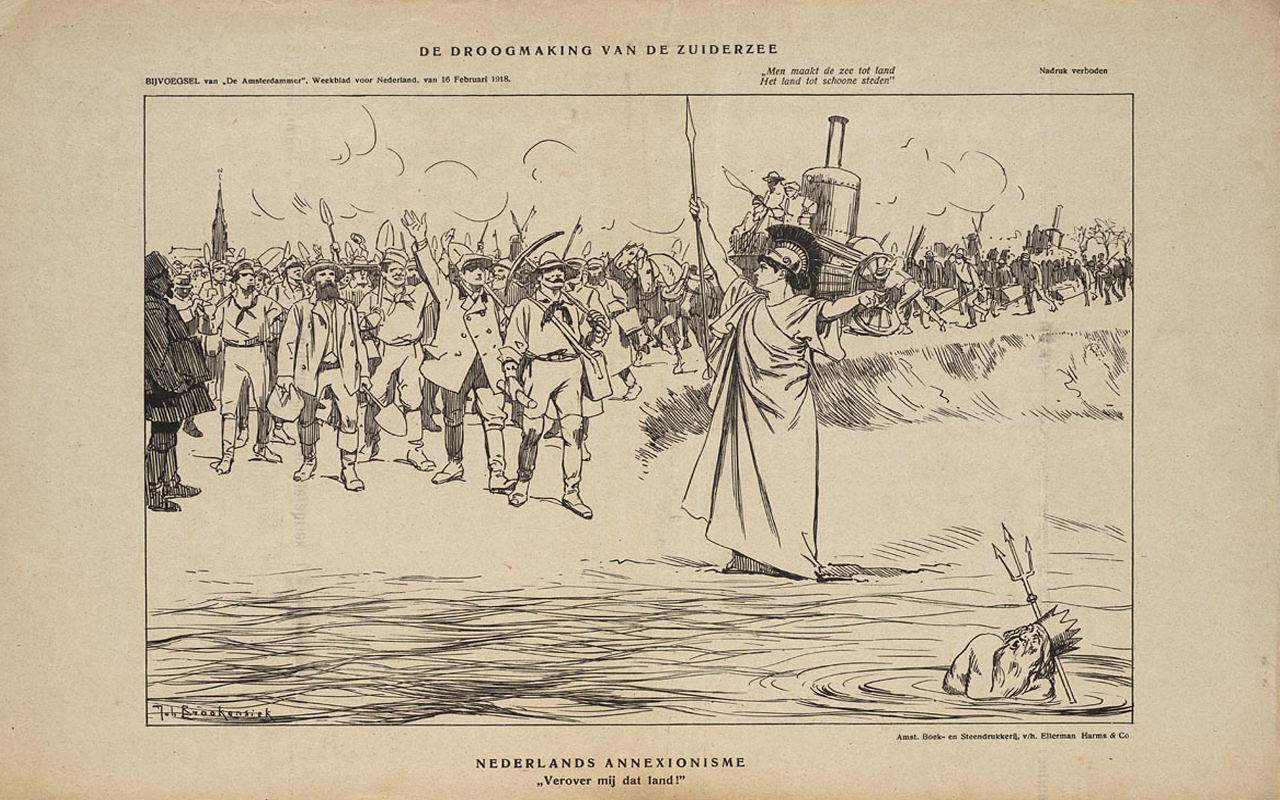 DE DROOGMAKING VAN DE ZUIDERZEE
BIJVOEGSEL van „De Amsterdammer”, Weekblad voor Nederland, van 16 Februari 1918.
„Men maakt de zee tot land
Het land tot schoone steden”
Nadruk verboden
Joh. Braakensiek
Amst. Boek- en Steendrukkerij, v/h. Ellerman Harms & Co
NEDERLANDS ANNEXIONISME
„Verover mij dat land!”